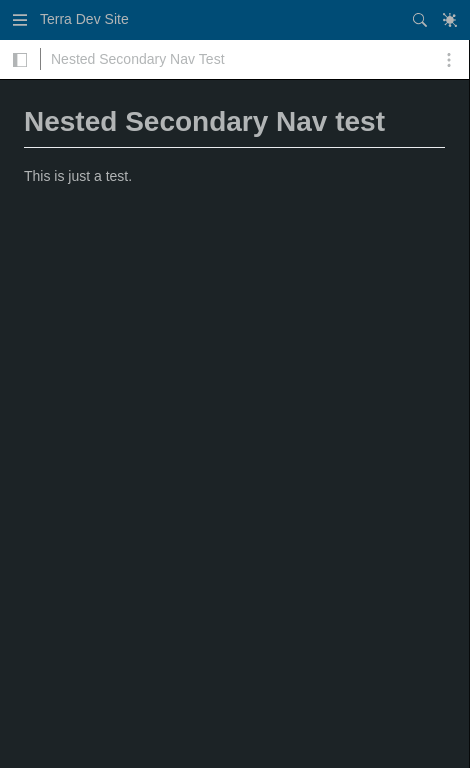 Terra Dev Site
Nested Secondary Nav Test
Nested Secondary Nav test
This is just a test.